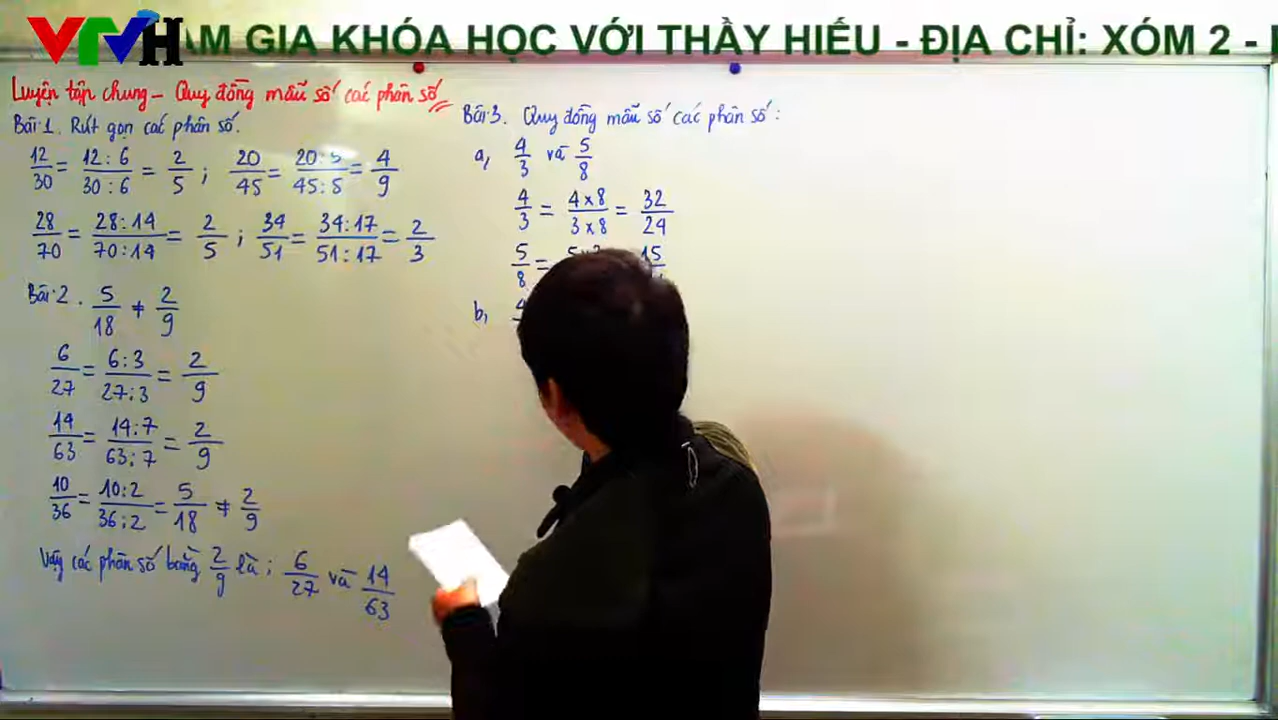 VTVH
AM GIA KHÓA HỌC VỚI THẦY HIẾU - ĐỊA CHỈ: XÓM 2 -
Luyện tập chung - Quy đồng mẫu số các phân số
Bài 1. Rút gọn các phân số.
12/30 = 12:6/30:6 = 2/5 ; 20/45 = 20:5/45:5 = 4/9
28/70 = 28:14/70:14 = 2/5 ; 34/51 = 34:17/51:17 = 2/3
Bài 2. 5/18 ≠ 2/9
6/27 = 6:3/27:3 = 2/9
14/63 = 14:7/63:7 = 2/9
10/36 = 10:2/36:2 = 5/18 ≠ 2/9
Vậy các phân số bằng 2/9 là: 6/27 và 14/63
Bài 3. Quy đồng mẫu số các phân số:
a, 4/3 và 5/8
4/3 = 4x8/3x8 = 32/24
5/8 = 15
b,